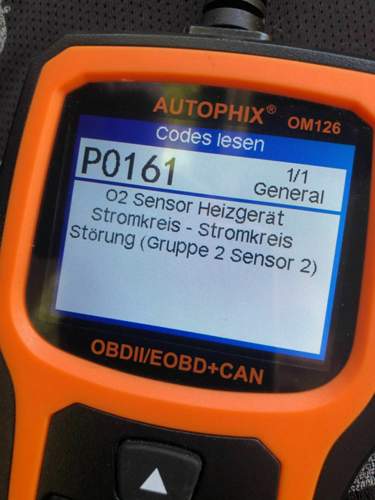 AUTOPHIX® OM126
Codes lesen
P0161 1/1
General
O2 Sensor Heizgerät
Stromkreis - Stromkreis
Störung (Gruppe 2 Sensor 2)
OBDII/EOBD+CAN